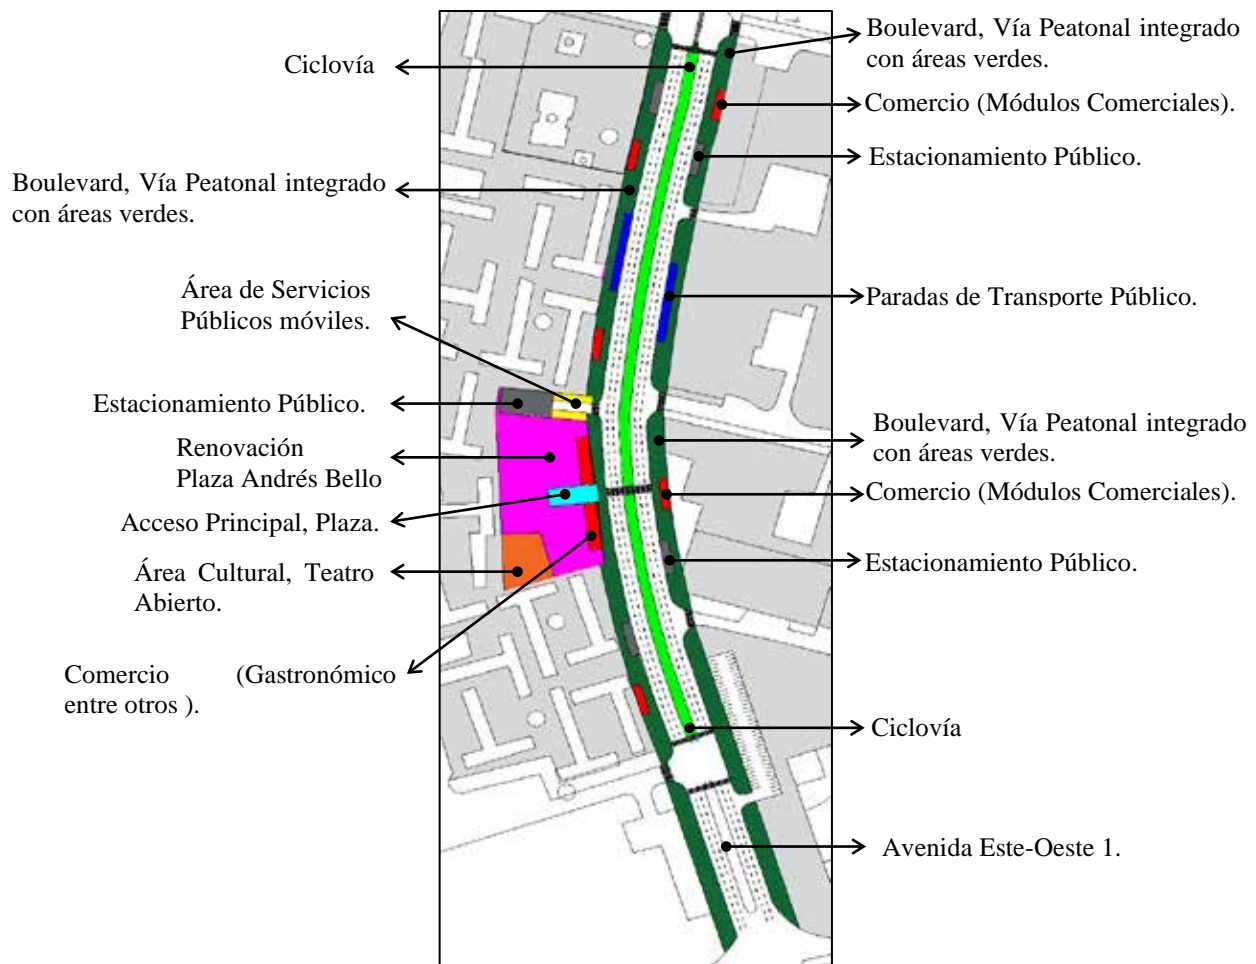 Ciclovía
Boulevard, Vía Peatonal integrado
con áreas verdes.
Área de Servicios
Públicos móviles.
Estacionamiento Público.
Renovación
Plaza Andrés Bello
Acceso Principal, Plaza.
Área Cultural, Teatro
Abierto.
Comercio (Gastronómico
entre otros ).
Boulevard, Vía Peatonal integrado
con áreas verdes.
Comercio (Módulos Comerciales).
Estacionamiento Público.
Paradas de Transporte Público.
Boulevard, Vía Peatonal integrado
con áreas verdes.
Comercio (Módulos Comerciales).
Estacionamiento Público.
Ciclovía
Avenida Este-Oeste 1.